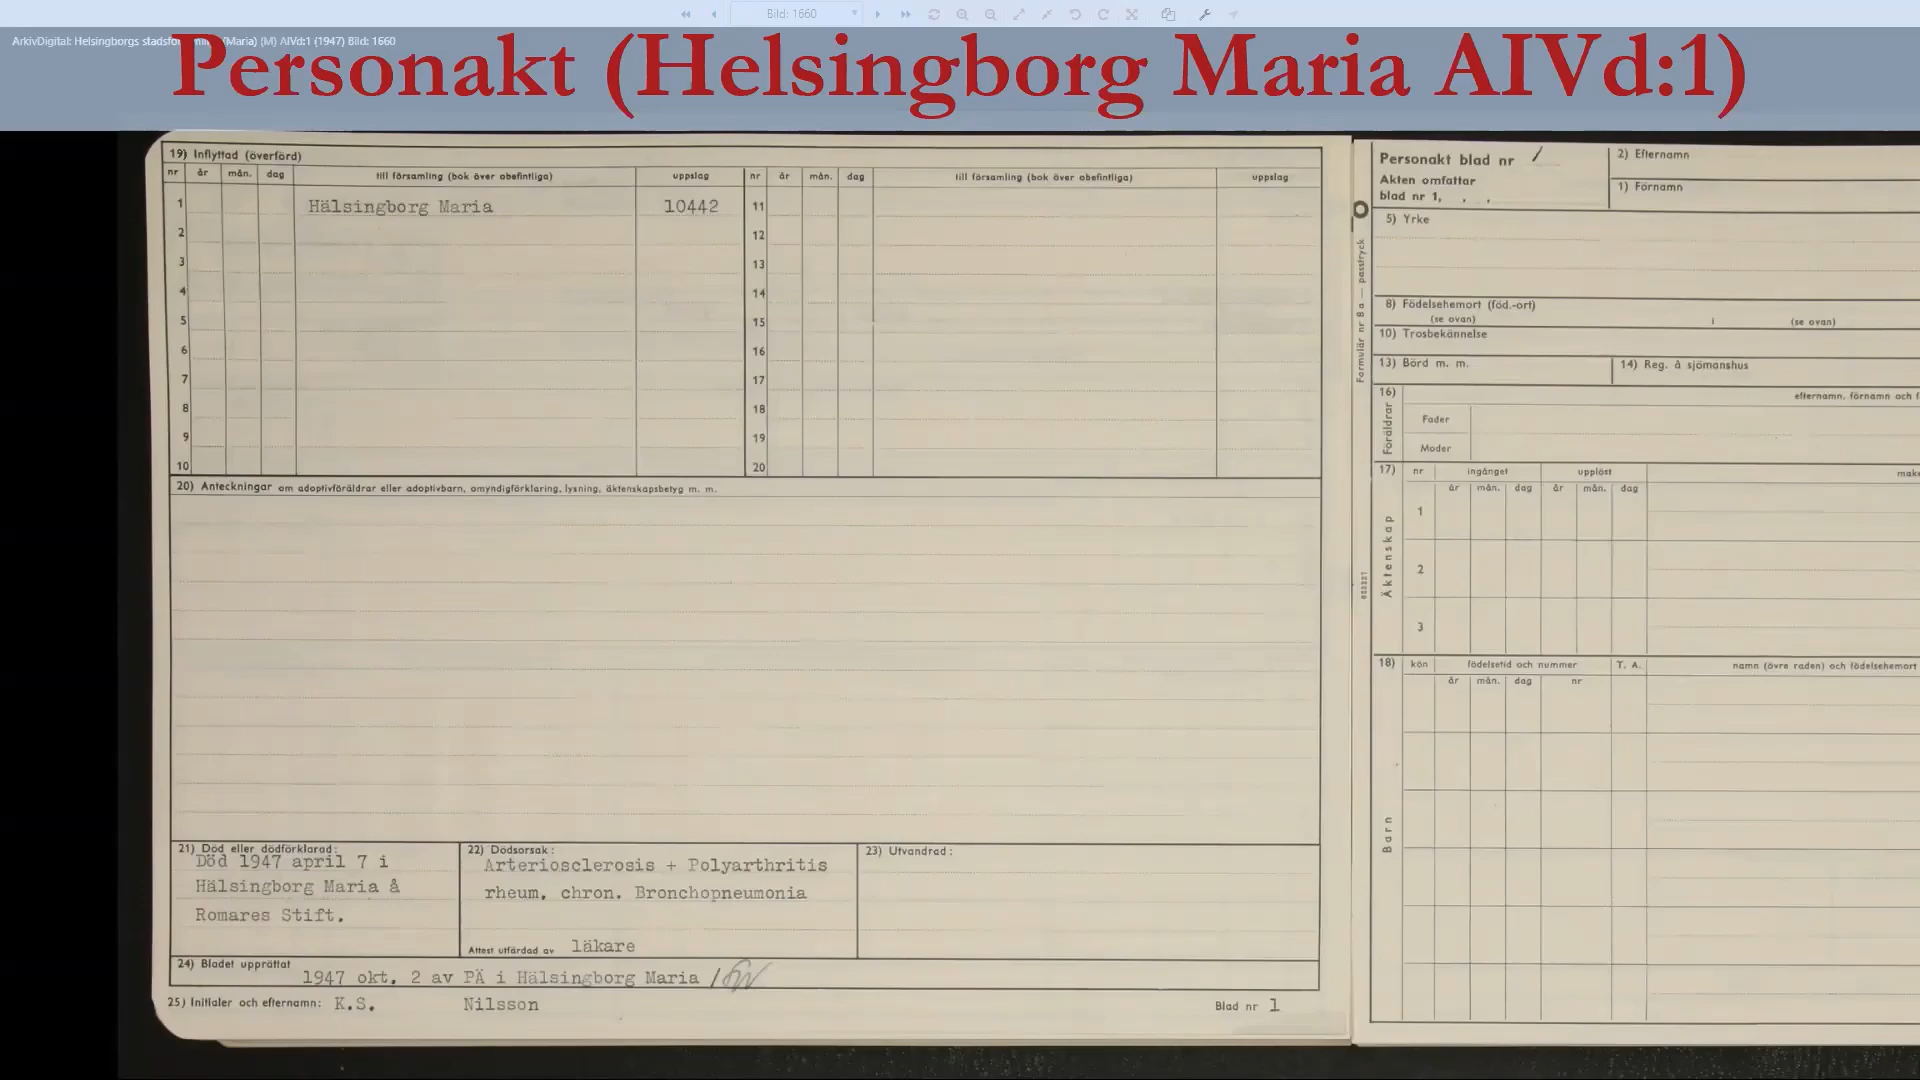 Bild: 1660
ArkivDigital: Helsingborgs (Maria) (M) AIVd:1 (1947) Bild: 1660
Personakt (Helsingborg Maria AIVd:1)
19) Inflyttad (överförd)
nr år mån. dag till församling (bok över obefintliga) uppslag nr år mån. dag till församling (bok över obefintliga) uppslag
1 Hälsingborg Maria 10442 11
2 12
3 13
4 14
5 15
6 16
7 17
8 18
9 19
10 20
20) Anteckningar om adoptivföräldrar eller adoptivbarn, omyndigförklaring, lysning, äktenskapsbetyg m. m.
21) Död eller dödförklarad:
Död 1947 april 7 i
Hälsingborg Maria å
Romares Stift.
22) Dödsorsak:
Arteriosclerosis + Polyarthritis
rheum, chron. Bronchopneumonia
Attest utfärdad av läkare
23) Utvandrad:
24) Bladet upprättat
1947 okt. 2 av PÄ i Hälsingborg Maria /
25) Initialer och efternamn: K.S. Nilsson Blad nr 1
Formulär nr 8 a — passtryck
Personakt blad nr 1
Akten omfattar
blad nr 1, , ,
2) Efternamn
1) Förnamn
5) Yrke
8) Födelsehemort (föd.-ort)
(se ovan) i (se ovan)
10) Trosbekännelse
13) Börd m. m. 14) Reg. å sjömanshus
16) efternamn, förnamn och
Föräldrar
Fader
Moder
17) nr ingånget upplöst
år mån. dag år mån. dag
Äktenskap
1
2
3
18) kön födelsetid och nummer T. A. namn (övre raden) och födelsehemort
år mån. dag nr
Barn